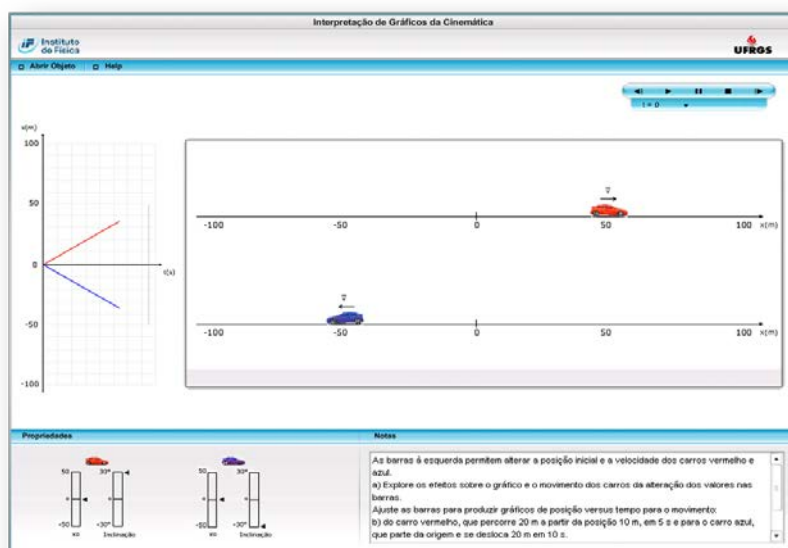 Interpretação de Gráficos da Cinemática
iF Instituto de Física
UFRGS
Abrir Objeto Help
t = 0
x(m)
100
50
0
-50
-100
t(s)
v
-100 -50 0 50 100 x(m)
v
-100 -50 0 50 100 x(m)
Propriedades
50 30°
-50 -30°
x0 Inclinação
50 30°
-50 -30°
x0 Inclinação
Notas
As barras à esquerda permitem alterar a posição inicial e a velocidade dos carros vermelho e
azul.
a) Explore os efeitos sobre o gráfico e o movimento dos carros da alteração dos valores nas
barras.
Ajuste as barras para produzir gráficos de posição versus tempo para o movimento:
b) do carro vermelho, que percorre 20 m a partir da posição 10 m, em 5 s e para o carro azul,
que parte da origem e se desloca 20 m em 10 s.